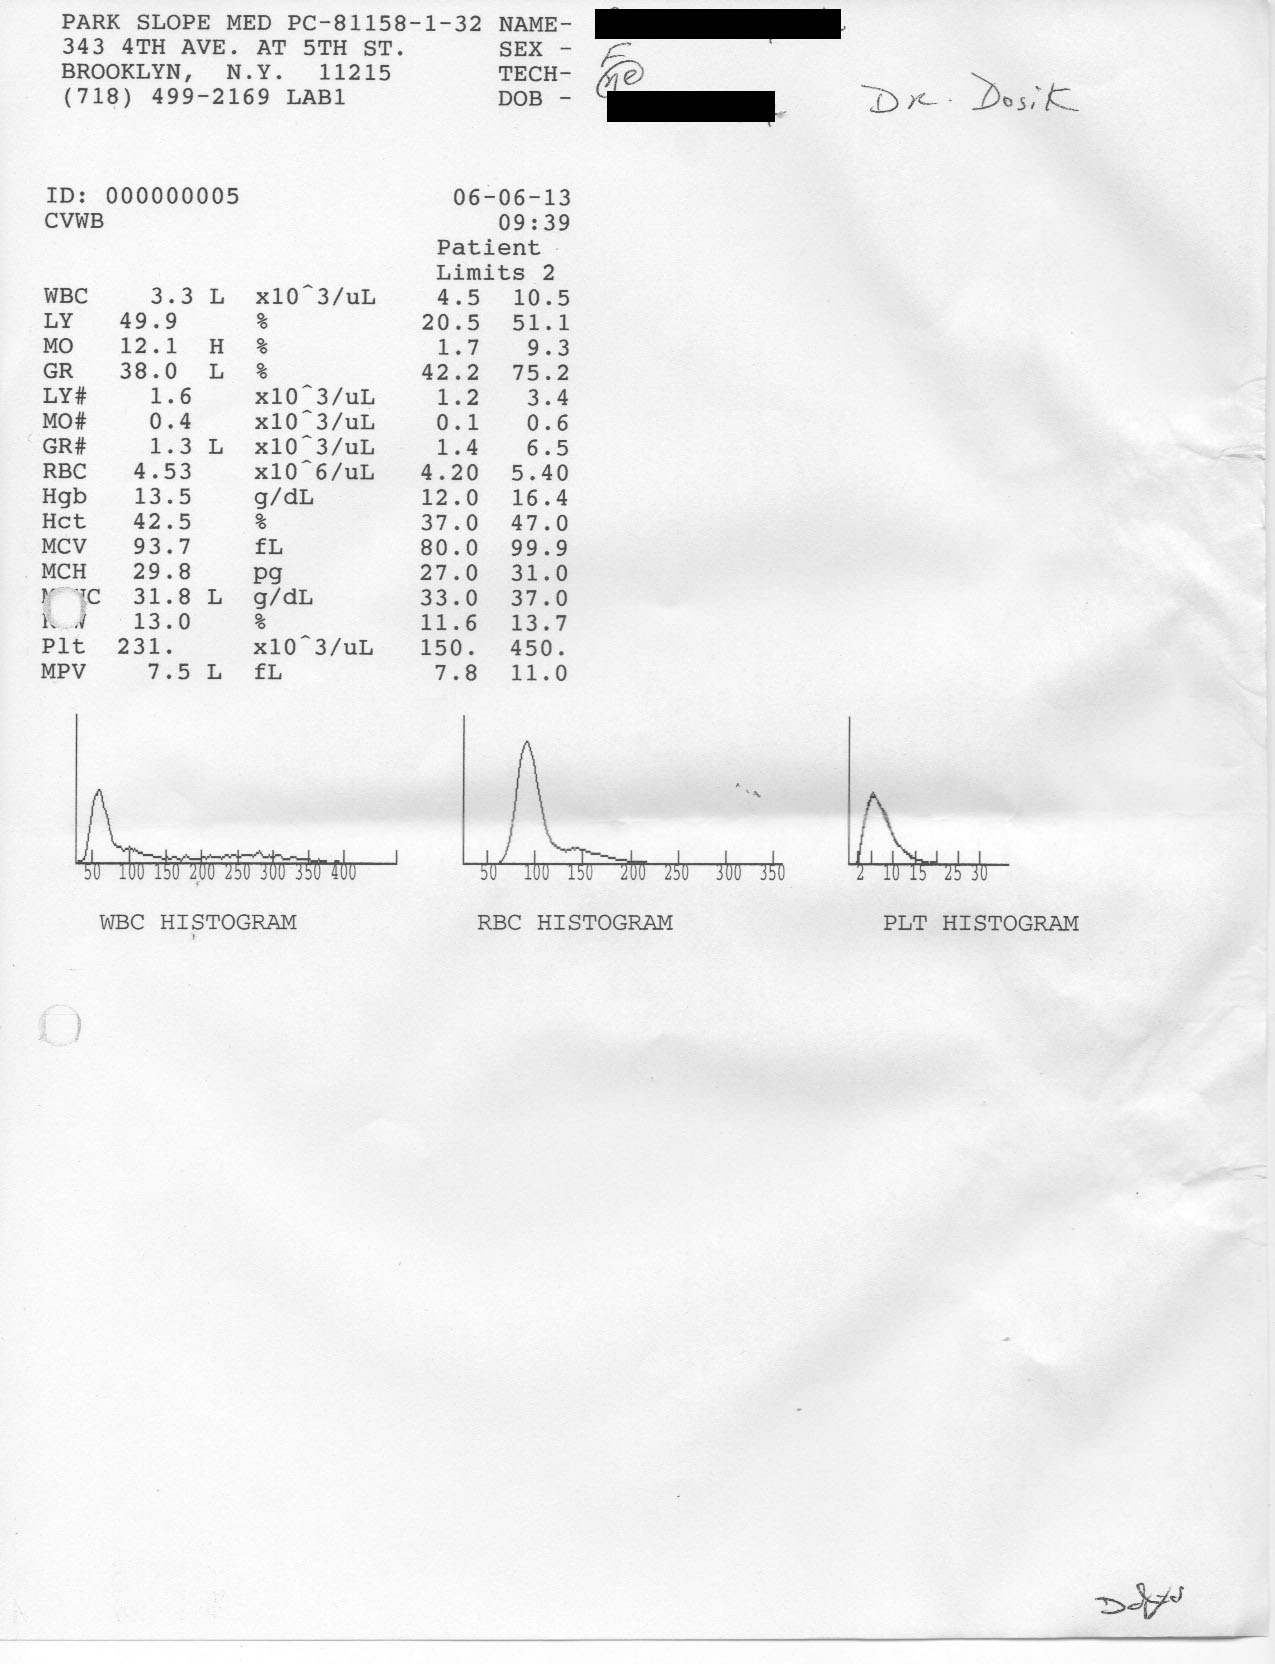 PARK SLOPE MED PC-81158-1-32 NAME-
343 4TH AVE. AT 5TH ST. SEX - F
BROOKLYN, N.Y. 11215 TECH-
(718) 499-2169 LAB1 DOB - Dr. Dosik
ID: 000000005 06-06-13
CVWB 09:39
Patient
Limits 2
WBC 3.3 L x10^3/uL 4.5 10.5
LY 49.9 % 20.5 51.1
MO 12.1 H % 1.7 9.3
GR 38.0 L % 42.2 75.2
LY# 1.6 x10^3/uL 1.2 3.4
MO# 0.4 x10^3/uL 0.1 0.6
GR# 1.3 L x10^3/uL 1.4 6.5
RBC 4.53 x10^6/uL 4.20 5.40
Hgb 13.5 g/dL 12.0 16.4
Hct 42.5 % 37.0 47.0
MCV 93.7 fL 80.0 99.9
MCH 29.8 pg 27.0 31.0
31.8 L g/dL 33.0 37.0
13.0 % 11.6 13.7
Plt 231. x10^3/uL 150. 450.
MPV 7.5 L fL 7.8 11.0
50 100 150 200 250 300 350 400 50 100 150 200 250 300 350 2 10 15 25 30
WBC HISTOGRAM RBC HISTOGRAM PLT HISTOGRAM